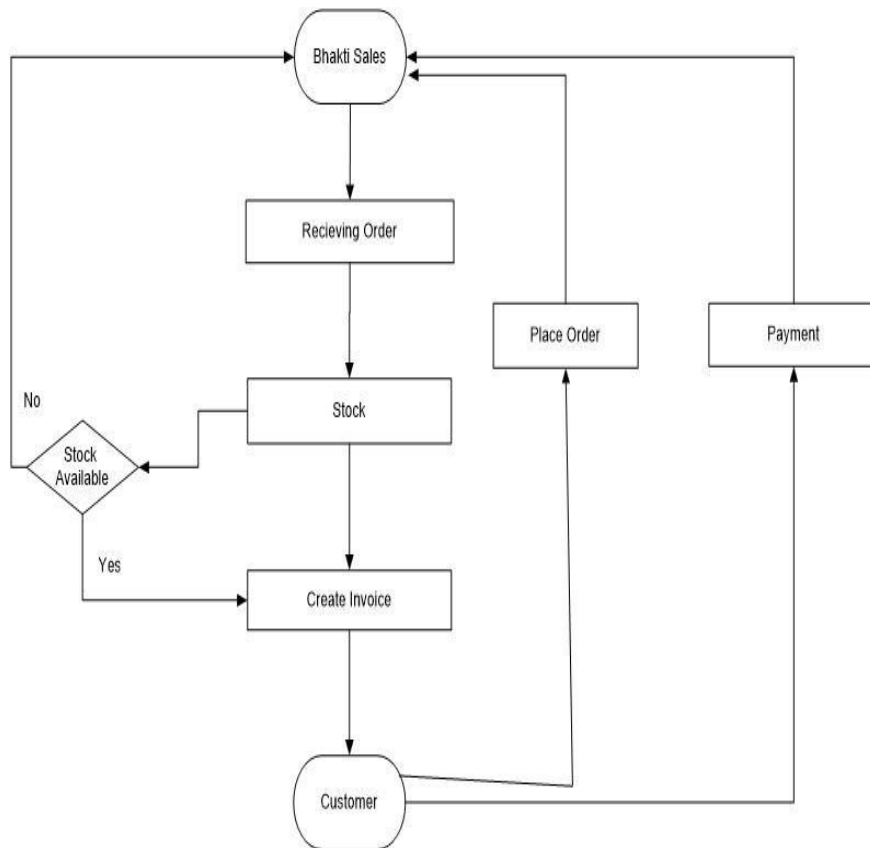 Bhakti Sales
Recieving Order
Place Order
Payment
Stock
No
Stock
Available
Yes
Create Invoice
Customer